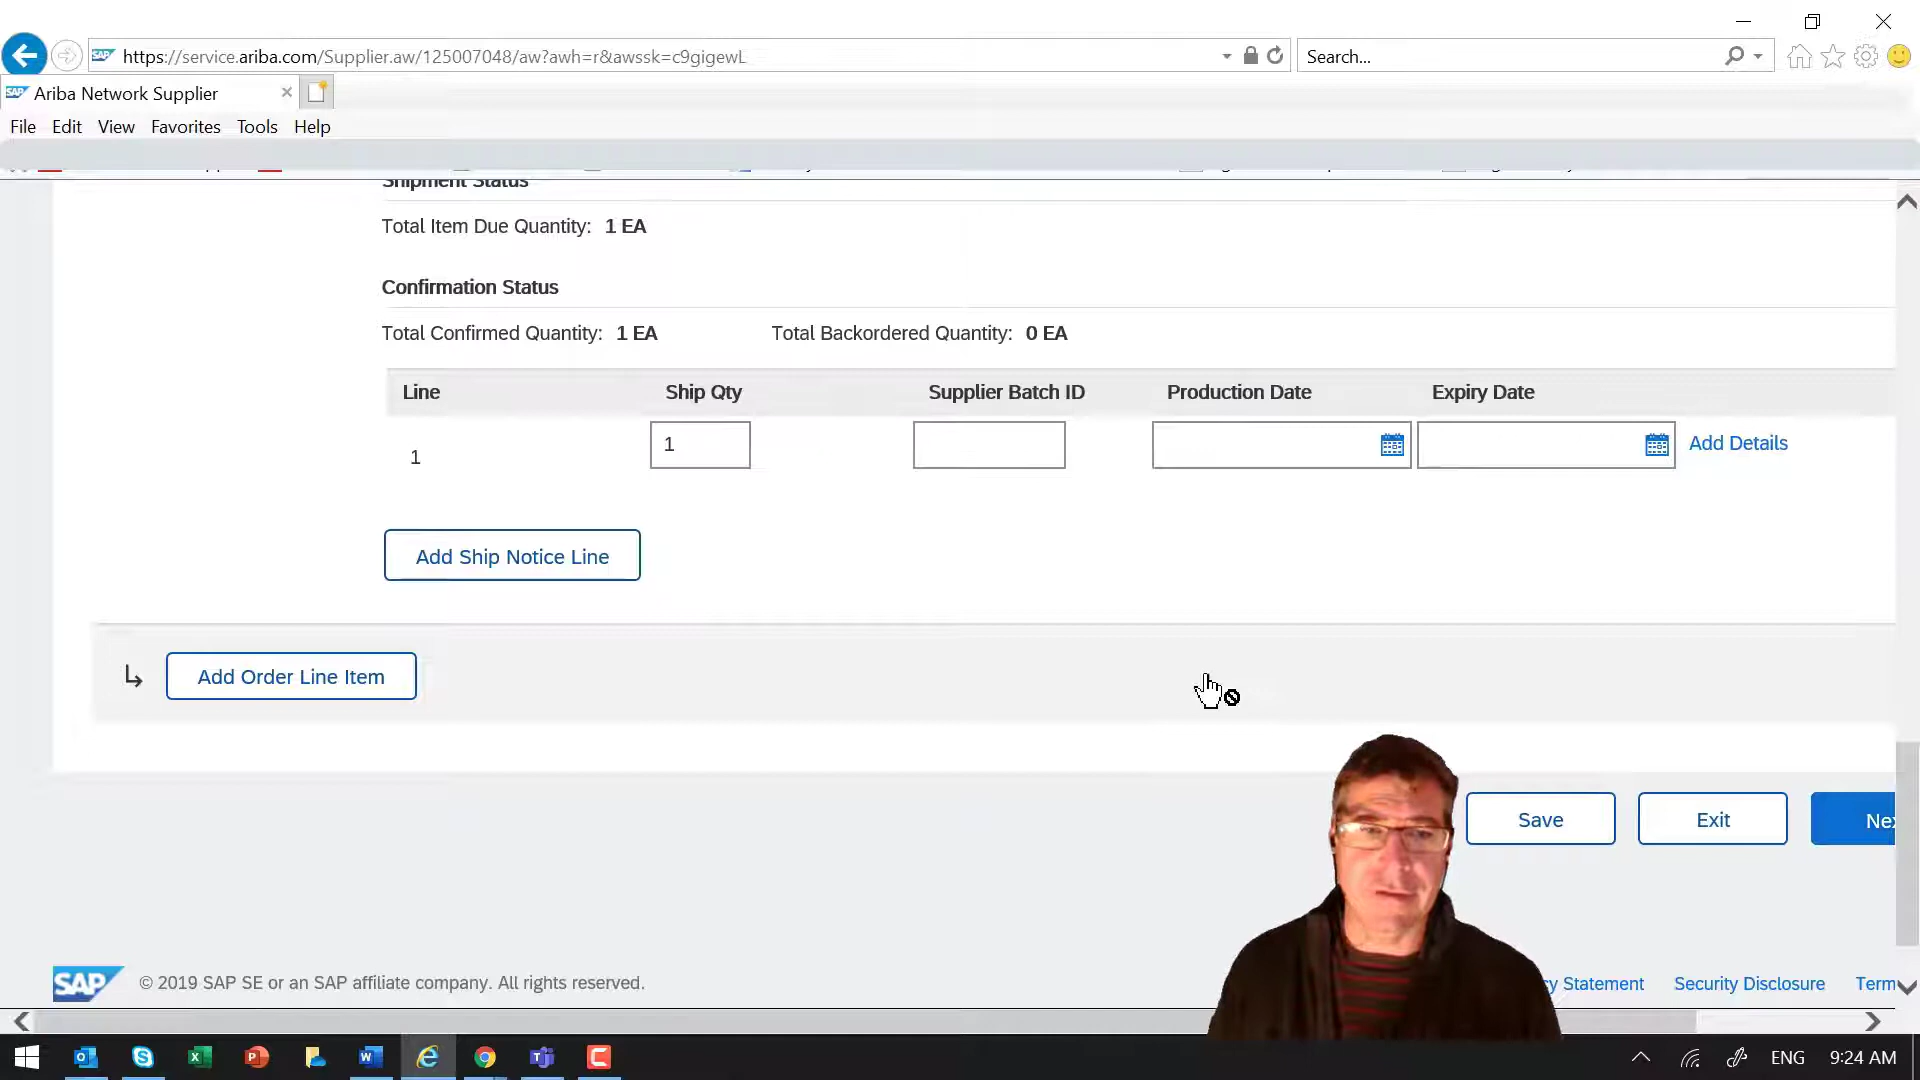 https://service.ariba.com/Supplier.aw/125007048/aw?awh=r&awssk=c9gigewL
Search...
Ariba Network Supplier
File Edit View Favorites Tools Help
Shipment Status
Total Item Due Quantity: 1 EA
Confirmation Status
Total Confirmed Quantity: 1 EA Total Backordered Quantity: 0 EA
Line Ship Qty Supplier Batch ID Production Date Expiry Date
1 1 Add Details
Add Ship Notice Line
Add Order Line Item
Save Exit
SAP © 2019 SAP SE or an SAP affiliate company. All rights reserved. Statement Security Disclosure
ENG 9:24 AM